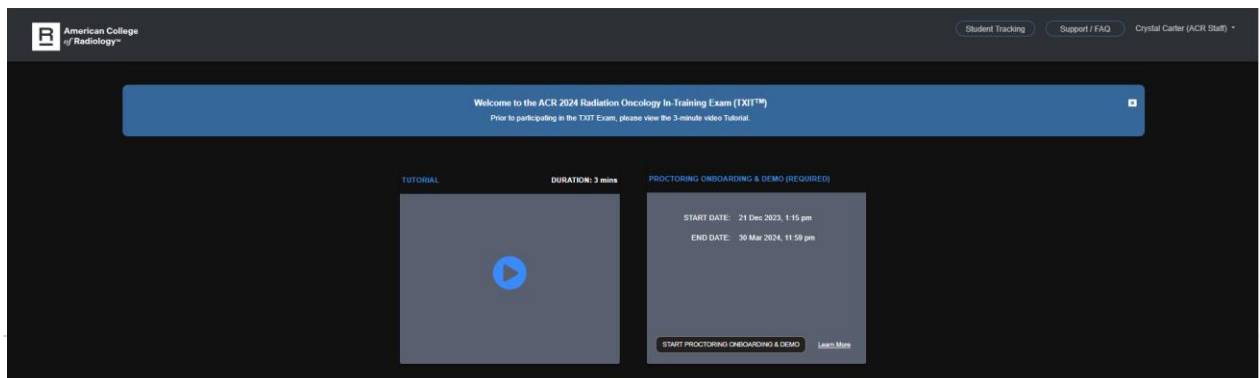 American College
of Radiology™
Student Tracking
Support / FAQ
Crystal Carter (ACR Staff)
Welcome to the ACR 2024 Radiation Oncology In-Training Exam (TXIT™)
Prior to participating in the TXIT Exam, please view the 3-minute video Tutorial.
TUTORIAL
DURATION: 3 mins
PROCTORING ONBOARDING & DEMO (REQUIRED)
START DATE: 21 Dec 2023, 1:15 pm
END DATE: 30 Mar 2024, 11:59 pm
START PROCTORING ONBOARDING & DEMO
Learn More